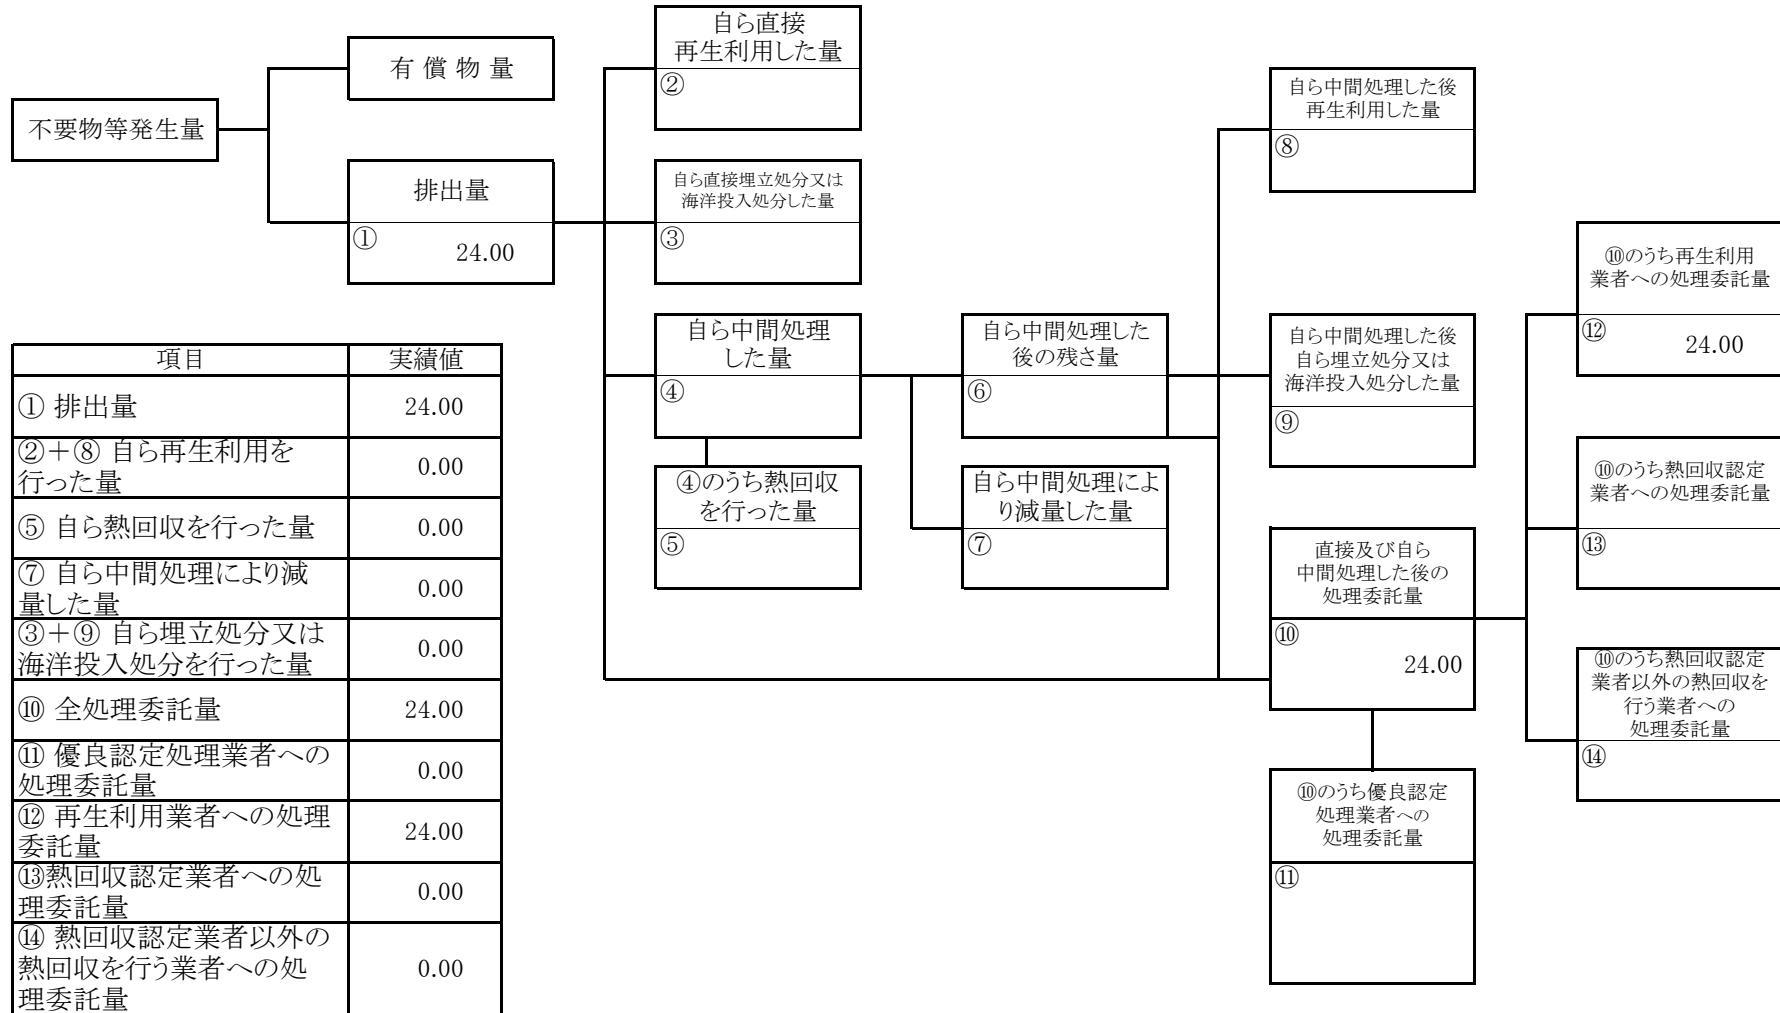 不要物等発生量
有 償 物 量
排出量
①
24.00
自ら直接
再生利用した量
②
自ら直接埋立処分又は
海洋投入処分した量
③
自ら中間処理
した量
④
④のうち熱回収
を行った量
⑤
自ら中間処理した
後の残さ量
⑥
自ら中間処理によ
り減量した量
⑦
自ら中間処理した後
再生利用した量
⑧
自ら中間処理した後
自ら埋立処分又は
海洋投入処分した量
⑨
直接及び自ら
中間処理した後の
処理委託量
⑩
24.00
⑩のうち優良認定
処理業者への
処理委託量
⑪
⑩のうち再生利用
業者への処理委託量
⑫
24.00
⑩のうち熱回収認定
業者への処理委託量
⑬
⑩のうち熱回収認定
業者以外の熱回収を
行う業者への
処理委託量
⑭
項目 実績値
① 排出量 24.00
②＋⑧ 自ら再生利用を
行った量
0.00
⑤ 自ら熱回収を行った量 0.00
⑦ 自ら中間処理により減
量した量
0.00
③＋⑨ 自ら埋立処分又は
海洋投入処分を行った量
0.00
⑩ 全処理委託量 24.00
⑪ 優良認定処理業者への
処理委託量
0.00
⑫ 再生利用業者への処理
委託量
24.00
⑬熱回収認定業者への処
理委託量
0.00
⑭ 熱回収認定業者以外の
熱回収を行う業者への処
理委託量
0.00